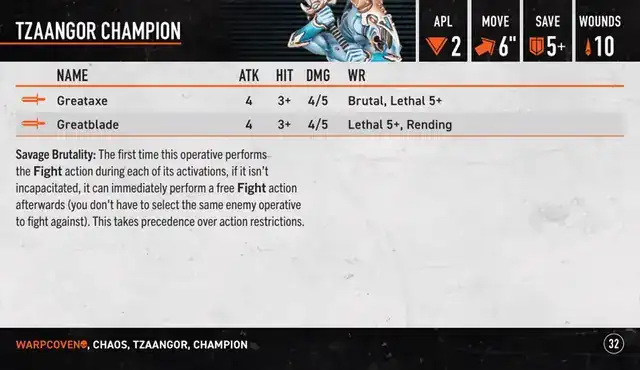 TZAANGOR CHAMPION
APL MOVE SAVE WOUNDS
2 6" 5+ 10
NAME ATK HIT DMG WR
Greataxe 4 3+ 4/5 Brutal, Lethal 5+
Greatblade 4 3+ 4/5 Lethal 5+, Rending
Savage Brutality: The first time this operative performs
the Fight action during each of its activations, if it isn't
incapacitated, it can immediately perform a free Fight action
afterwards (you don't have to select the same enemy operative
to fight against). This takes precedence over action restrictions.
WARPCOVEN, CHAOS, TZAANGOR, CHAMPION
32